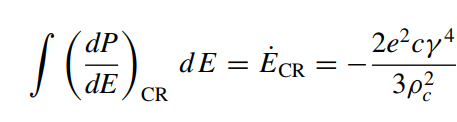 ∫ (dP/dE)_CR dE = Ė_CR = − 2e²cγ⁴ / 3ρ_c²